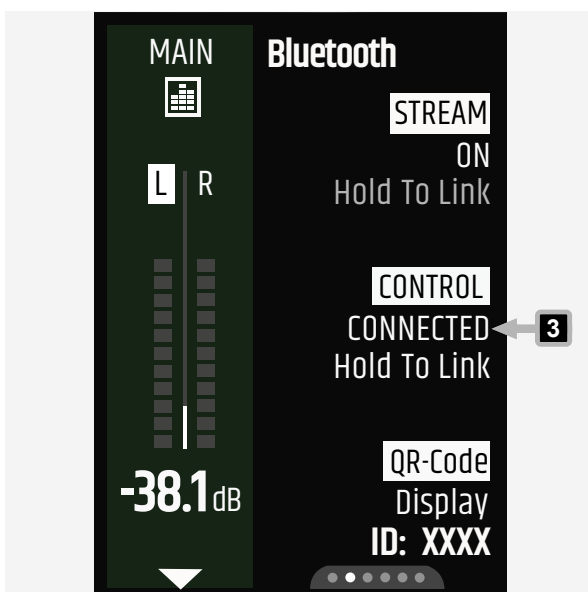 MAIN
L R
-38.1dB
Bluetooth
STREAM
ON
Hold To Link
CONTROL
CONNECTED
3
Hold To Link
QR-Code
Display
ID: XXXX